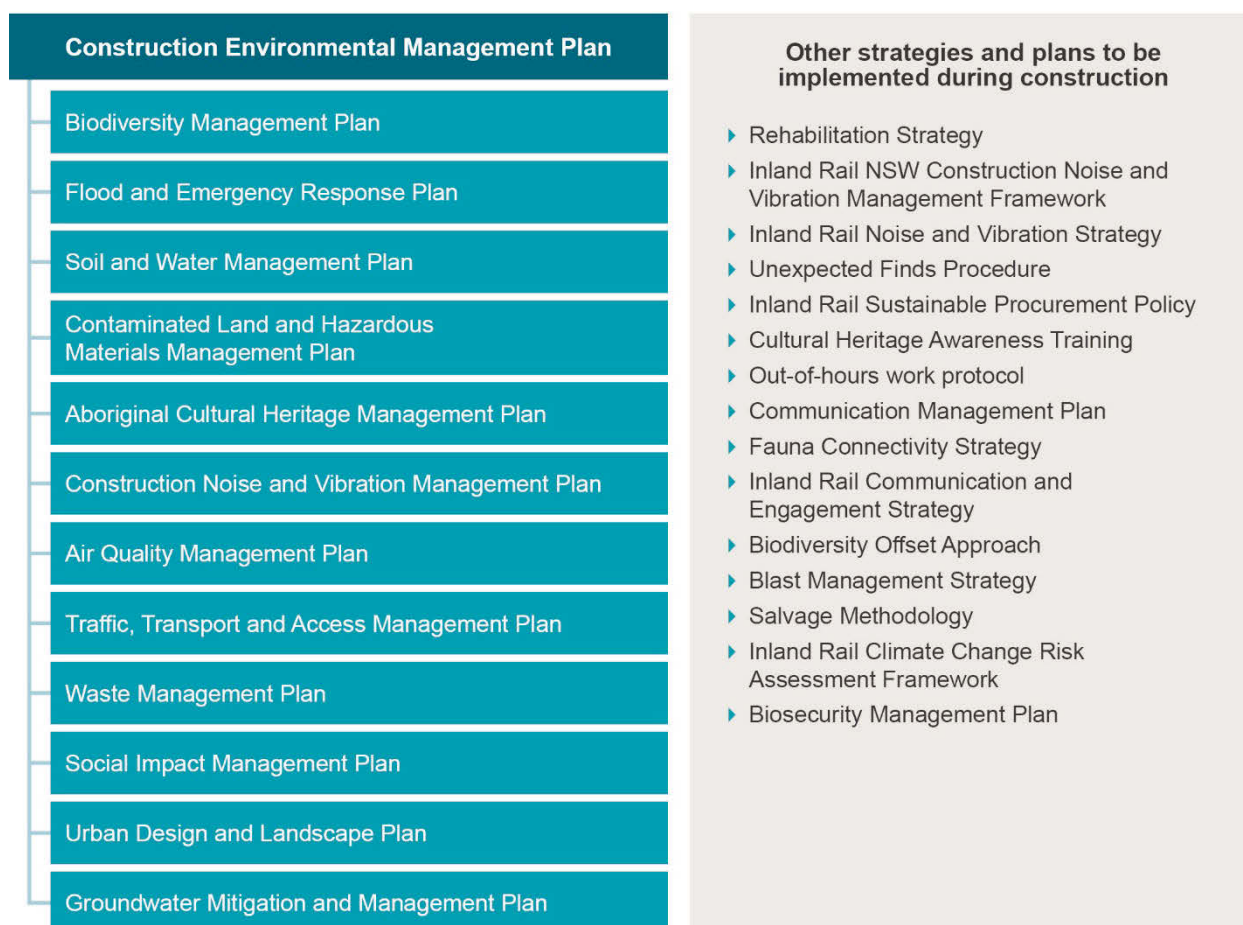 Construction Environmental Management Plan
Biodiversity Management Plan
Flood and Emergency Response Plan
Soil and Water Management Plan
Contaminated Land and Hazardous
Materials Management Plan
Aboriginal Cultural Heritage Management Plan
Construction Noise and Vibration Management Plan
Air Quality Management Plan
Traffic, Transport and Access Management Plan
Waste Management Plan
Social Impact Management Plan
Urban Design and Landscape Plan
Groundwater Mitigation and Management Plan
Other strategies and plans to be
implemented during construction
Rehabilitation Strategy
Inland Rail NSW Construction Noise and
Vibration Management Framework
Inland Rail Noise and Vibration Strategy
Unexpected Finds Procedure
Inland Rail Sustainable Procurement Policy
Cultural Heritage Awareness Training
Out-of-hours work protocol
Communication Management Plan
Fauna Connectivity Strategy
Inland Rail Communication and
Engagement Strategy
Biodiversity Offset Approach
Blast Management Strategy
Salvage Methodology
Inland Rail Climate Change Risk
Assessment Framework
Biosecurity Management Plan